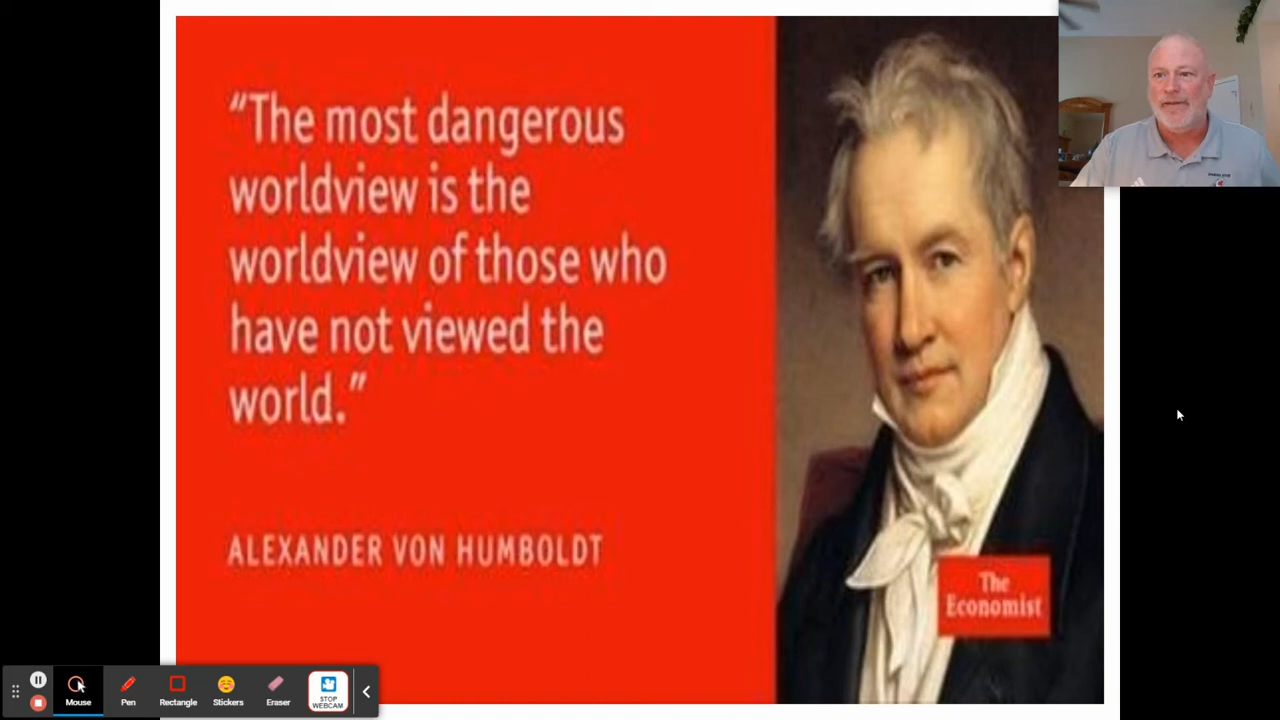 “The most dangerous
worldview is the
worldview of those who
have not viewed the
world.”
ALEXANDER VON HUMBOLDT
The
Economist
Mouse
Pen
Rectangle
Stickers
Eraser
STOP
WEBCAM